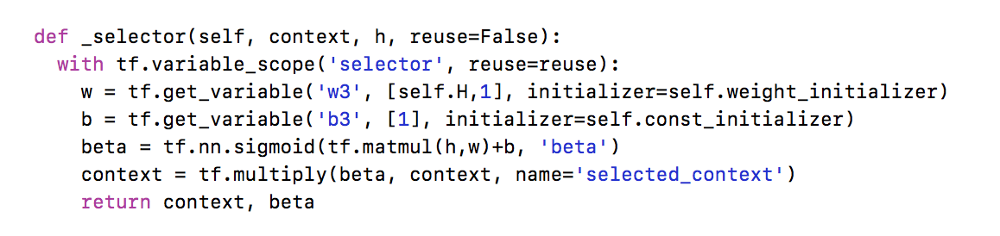 def _selector(self, context, h, reuse=False):
  with tf.variable_scope('selector', reuse=reuse):
    w = tf.get_variable('w3', [self.H,1], initializer=self.weight_initializer)
    b = tf.get_variable('b3', [1], initializer=self.const_initializer)
    beta = tf.nn.sigmoid(tf.matmul(h,w)+b, 'beta')
    context = tf.multiply(beta, context, name='selected_context')
    return context, beta